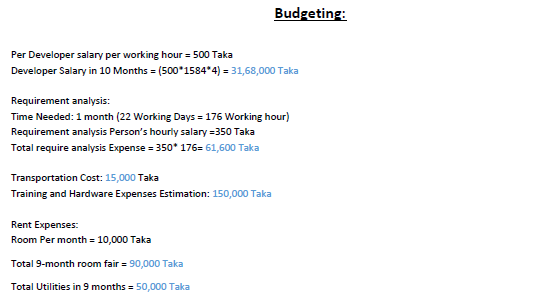 Budgeting:
Per Developer salary per working hour = 500 Taka
Developer Salary in 10 Months = (500*1584*4) = 31,68,000 Taka
Requirement analysis:
Time Needed: 1 month (22 Working Days = 176 Working hour)
Requirement analysis Person's hourly salary =350 Taka
Total require analysis Expense = 350* 176= 61,600 Taka
Transportation Cost: 15,000 Taka
Training and Hardware Expenses Estimation: 150,000 Taka
Rent Expenses:
Room Per month = 10,000 Taka
Total 9-month room fair = 90,000 Taka
Total Utilities in 9 months = 50,000 Taka